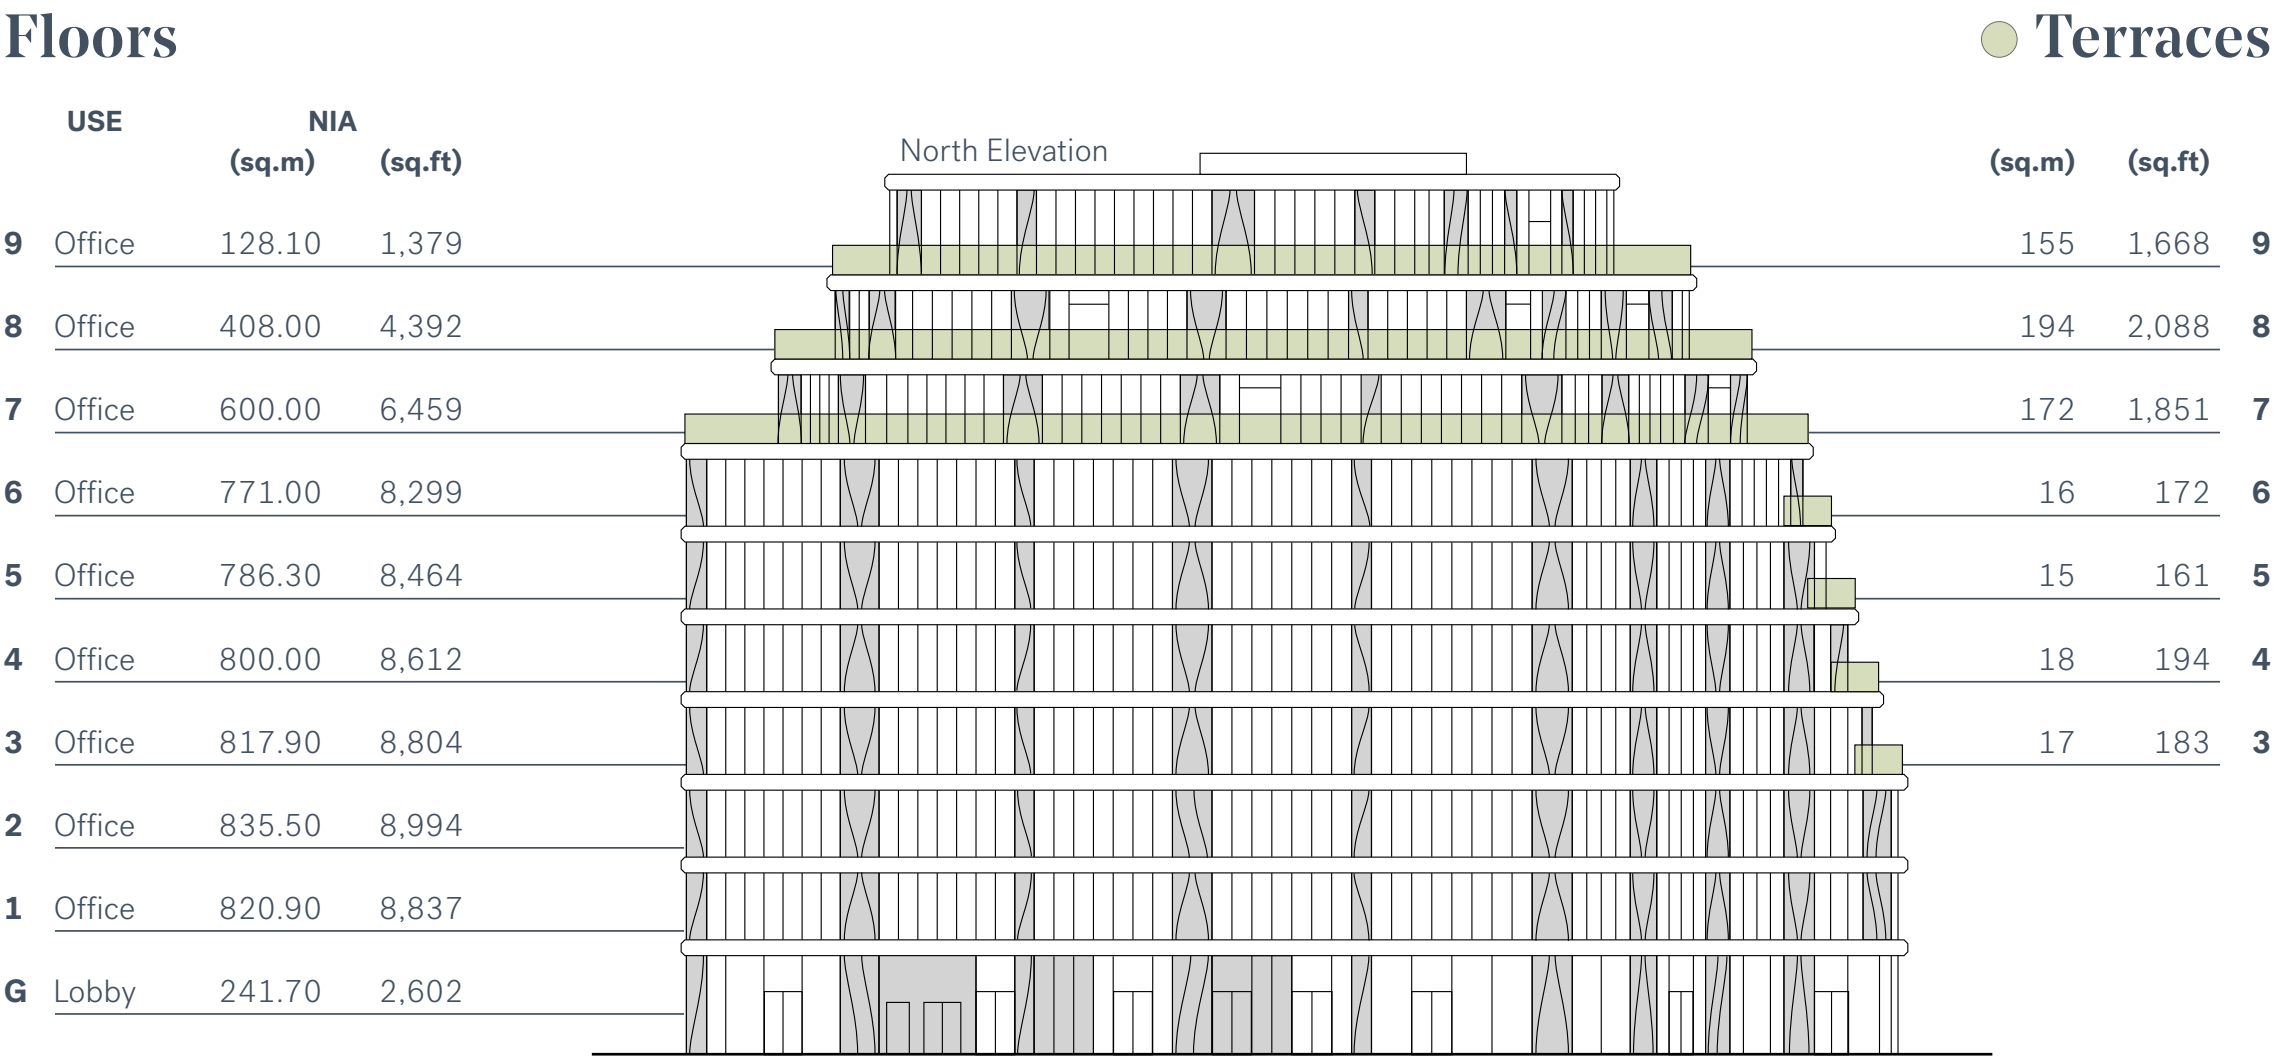 Floors
Terraces
USE NIA
(sq.m) (sq.ft)
North Elevation
(sq.m) (sq.ft)
9 Office 128.10 1,379
155 1,668 9
8 Office 408.00 4,392
194 2,088 8
7 Office 600.00 6,459
172 1,851 7
6 Office 771.00 8,299
16 172 6
5 Office 786.30 8,464
15 161 5
4 Office 800.00 8,612
18 194 4
3 Office 817.90 8,804
17 183 3
2 Office 835.50 8,994
1 Office 820.90 8,837
G Lobby 241.70 2,602